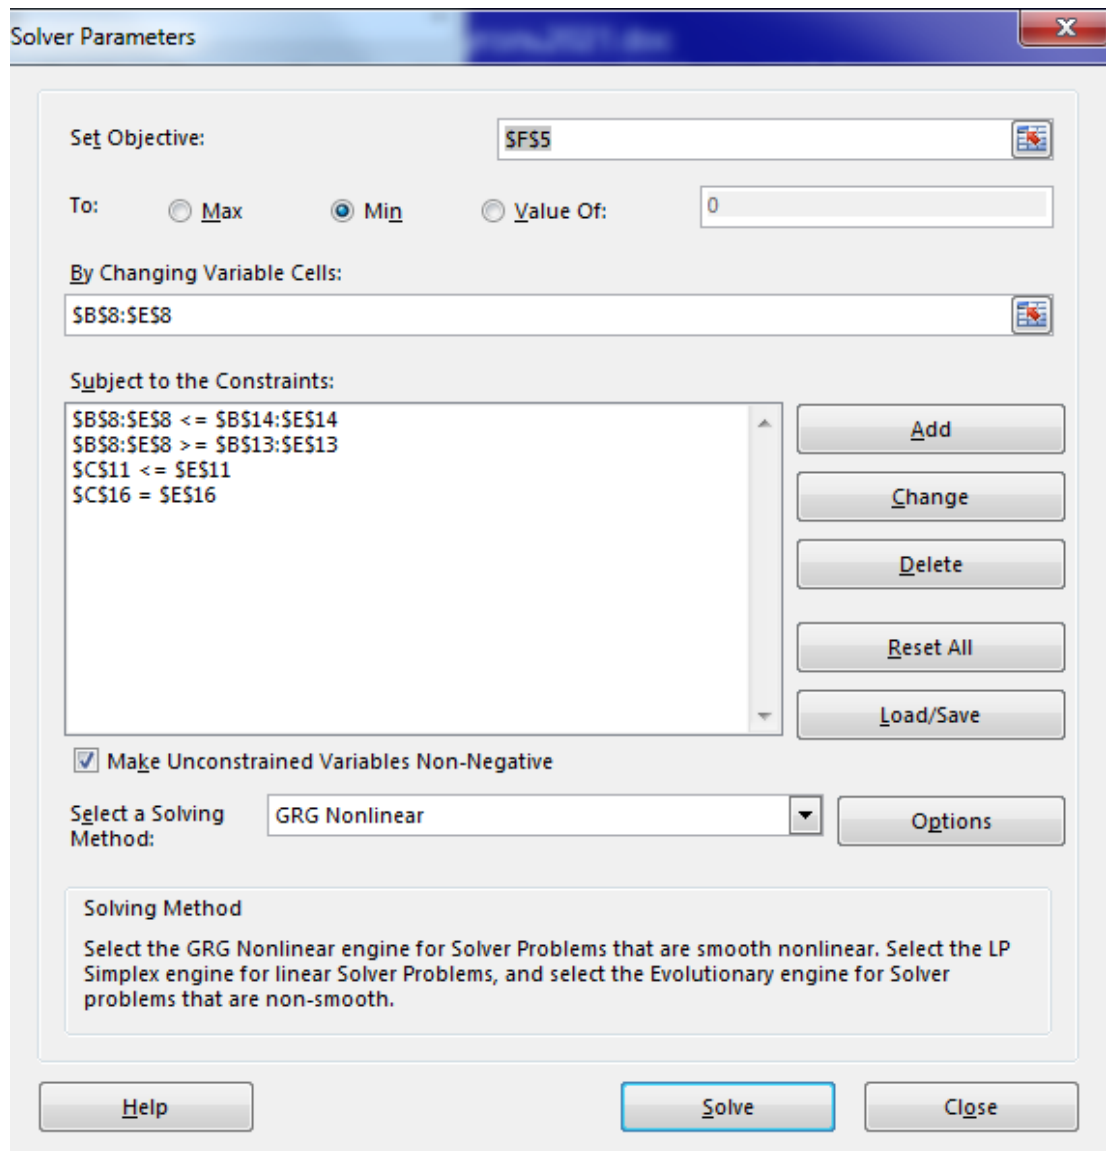 Solver Parameters
Set Objective:
$F$5
To:
Max
Min
Value Of:
0
By Changing Variable Cells:
$B$8:$E$8
Subject to the Constraints:
$B$8:$E$8 <= $B$14:$E$14
$B$8:$E$8 >= $B$13:$E$13
$C$11 <= $E$11
$C$16 = $E$16
Add
Change
Delete
Reset All
Load/Save
Make Unconstrained Variables Non-Negative
Select a Solving
Method:
GRG Nonlinear
Options
Solving Method
Select the GRG Nonlinear engine for Solver Problems that are smooth nonlinear. Select the LP
Simplex engine for linear Solver Problems, and select the Evolutionary engine for Solver
problems that are non-smooth.
Help
Solve
Close